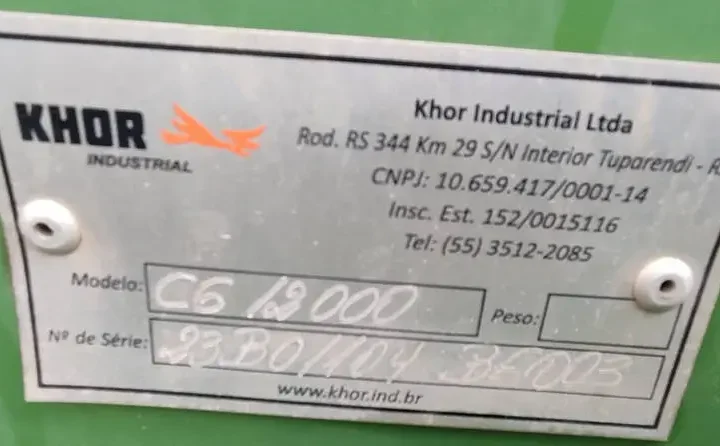 KHOR
INDUSTRIAL
Khor Industrial Ltda
Rod. RS 344 Km 29 S/N Interior Tuparendi -
CNPJ: 10.659.417/0001-14
Insc. Est. 152/0015116
Tel: (55) 3512-2085
Modelo: CG 12000
Peso:
Nº de Série:
www.khor.ind.br